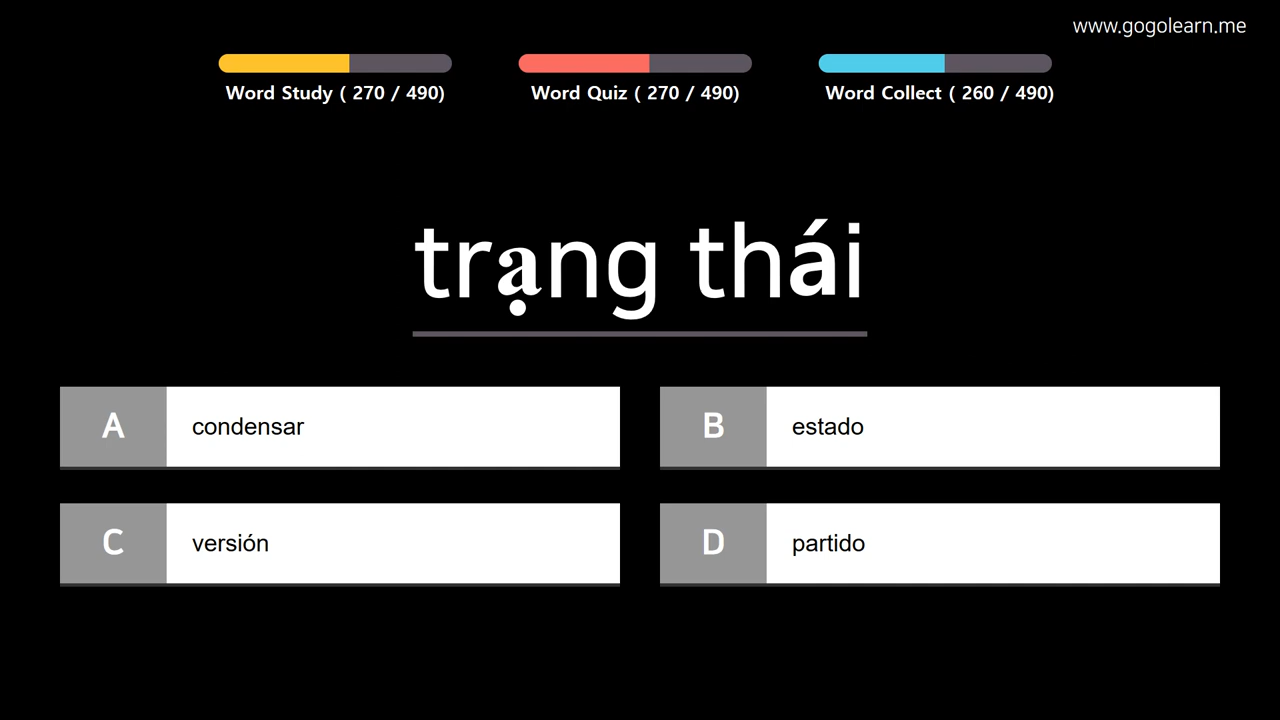 www.gogolearn.me
Word Study ( 270 / 490)
Word Quiz ( 270 / 490)
Word Collect ( 260 / 490)
trạng thái
A
condensar
B
estado
C
versión
D
partido